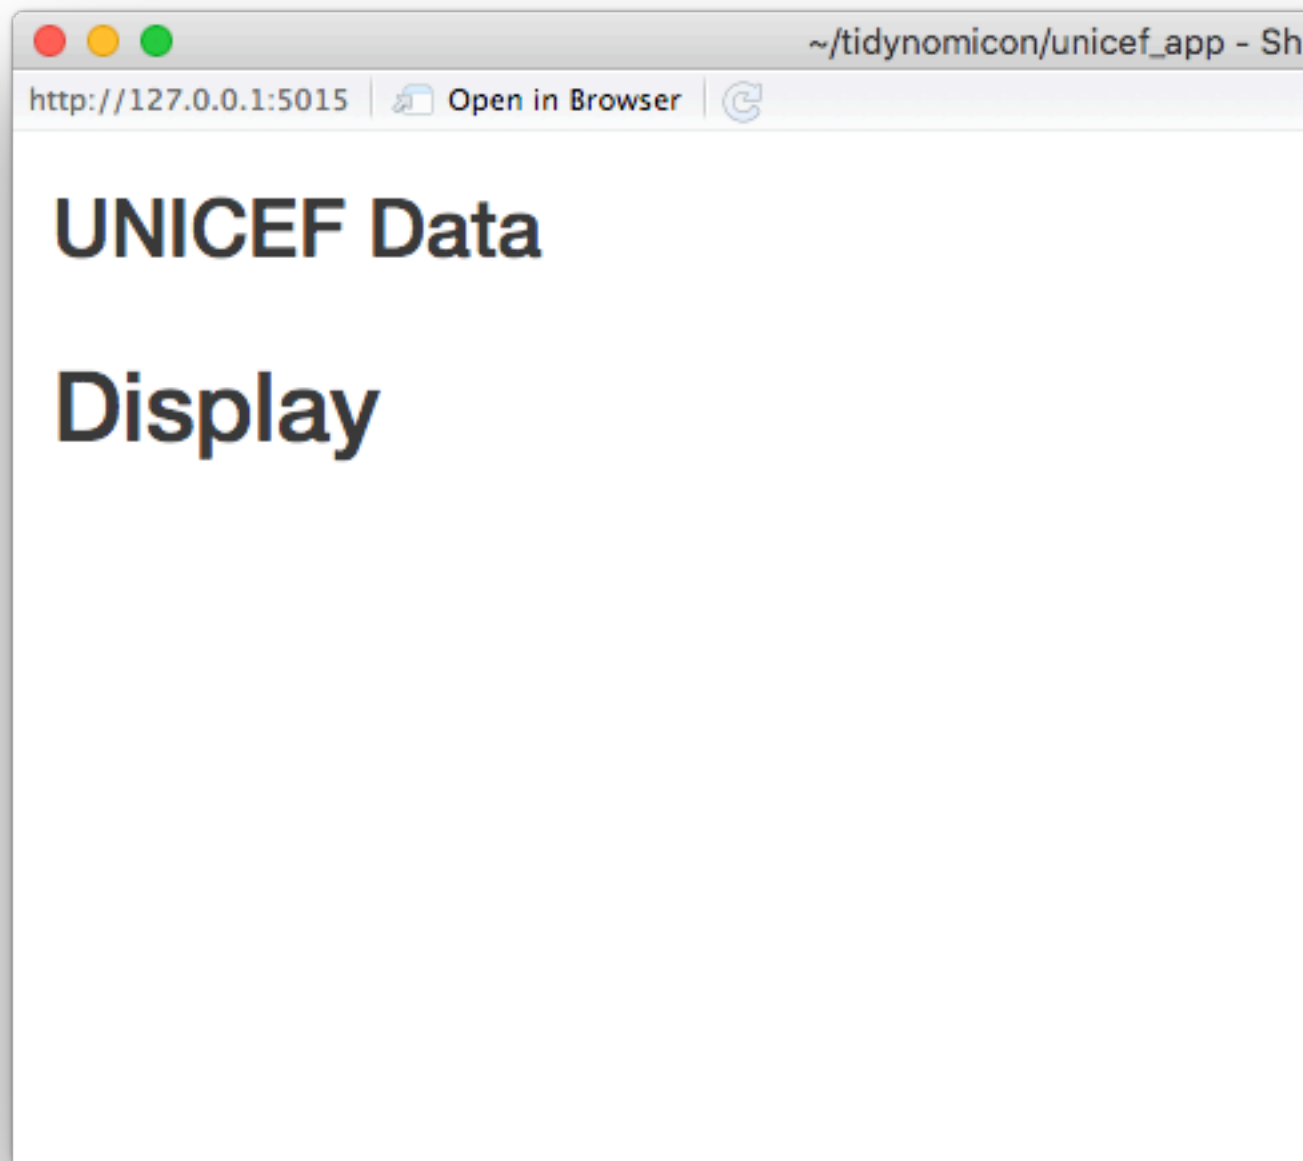 ~/tidynomicon/unicef_app - Sh
http://127.0.0.1:5015 Open in Browser
UNICEF Data
Display